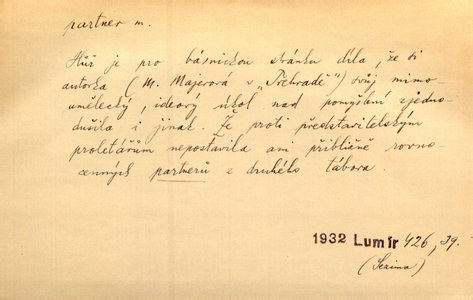 partner m.
Hůř je pro básnickou stránku díla, že si
autorka (M. Majerová v „Přehradě") svůj mimo-
umělecký, ideový úkol nad pomyšlení zjedno-
dušila i jinak. Že proti představitelským
proletářům nepostavila ani přibližně rovno-
cenných partnerů z druhého tábora.
1932 Lumír 426, 39.
(Sezima)